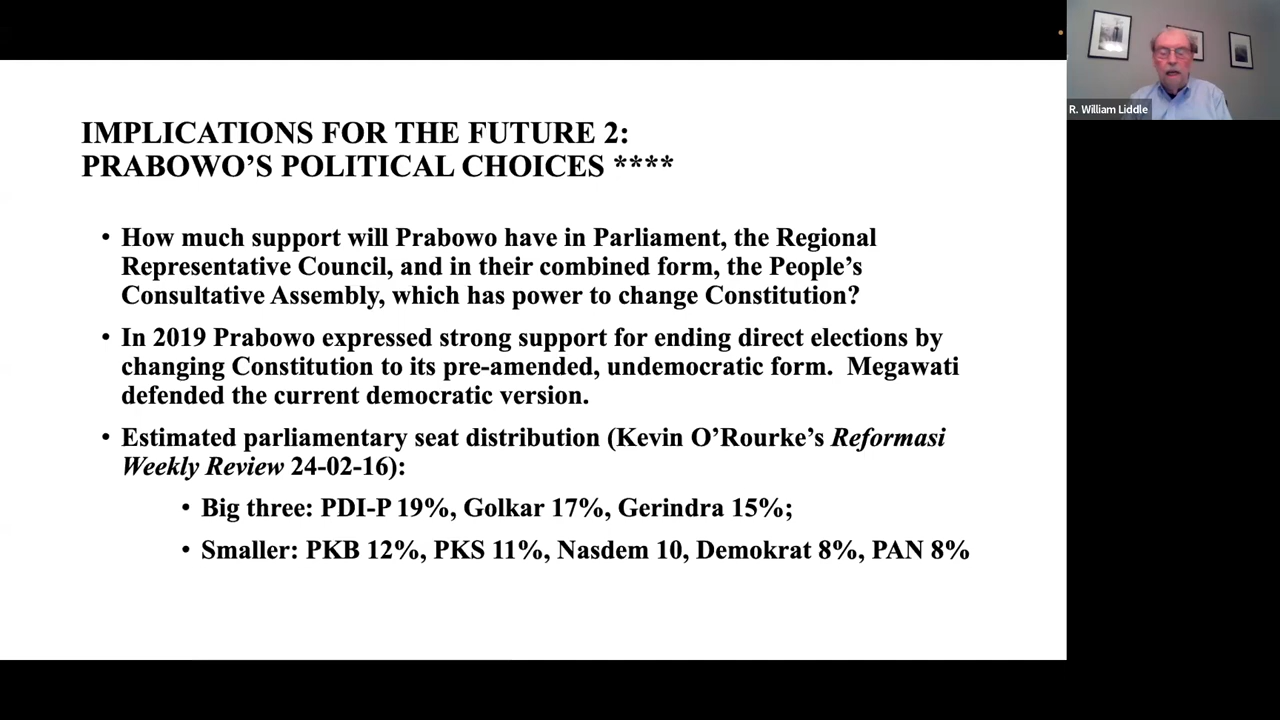 IMPLICATIONS FOR THE FUTURE 2:
PRABOWO’S POLITICAL CHOICES ****
• How much support will Prabowo have in Parliament, the Regional
Representative Council, and in their combined form, the People’s
Consultative Assembly, which has power to change Constitution?
• In 2019 Prabowo expressed strong support for ending direct elections by
changing Constitution to its pre-amended, undemocratic form.  Megawati
defended the current democratic version.
• Estimated parliamentary seat distribution (Kevin O’Rourke’s Reformasi
Weekly Review 24-02-16):
• Big three: PDI-P 19%, Golkar 17%, Gerindra 15%;
• Smaller: PKB 12%, PKS 11%, Nasdem 10, Demokrat 8%, PAN 8%
R. William Liddle